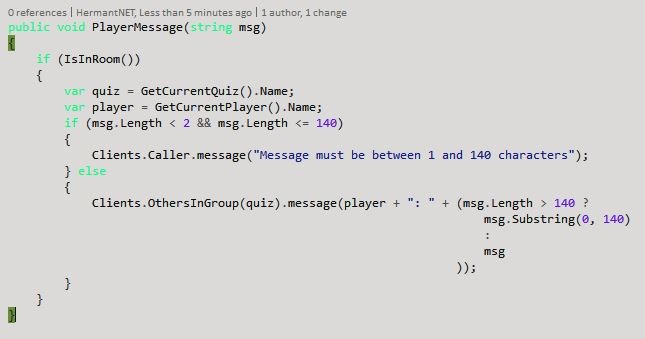 0 references | HermantNET, Less than 5 minutes ago | 1 author, 1 change
public void PlayerMessage(string msg)
{
    if (IsInRoom())
    {
        var quiz = GetCurrentQuiz().Name;
        var player = GetCurrentPlayer().Name;
        if (msg.Length < 2 && msg.Length <= 140)
        {
            Clients.Caller.message("Message must be between 1 and 140 characters");
        } else
        {
            Clients.OthersInGroup(quiz).message(player + ": " + (msg.Length > 140 ?
                                                                    msg.Substring(0, 140)
                                                                    :
                                                                    msg
                                                                ));
        }
    }
}